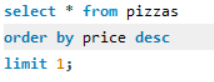 select * from pizzas
order by price desc
limit 1;